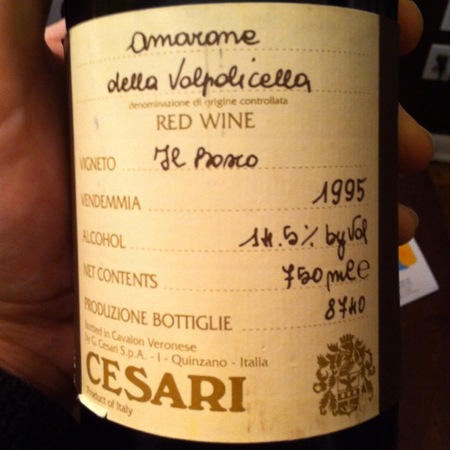 Amarone
della Valpolicella
denominazione di origine controllata
RED WINE
VIGNETO Il Bosco
VENDEMMIA 1995
ALCOHOL 14.5% by Vol
NET CONTENTS 750 ml e
PRODUZIONE BOTTIGLIE 8740
Bottled in Cavaion Veronese
By G. Cesari S.p.A. - I - Quinzano - Italia
CESARI
Product of Italy